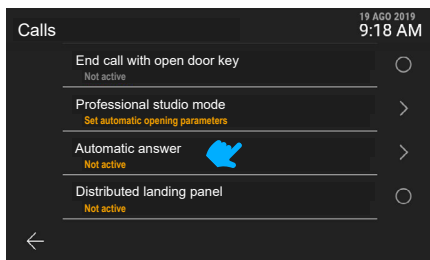 19 AGO 2019
Calls
9:18 AM
End call with open door key
Not active
Professional studio mode
Set automatic opening parameters
Automatic answer
Not active
Distributed landing panel
Not active